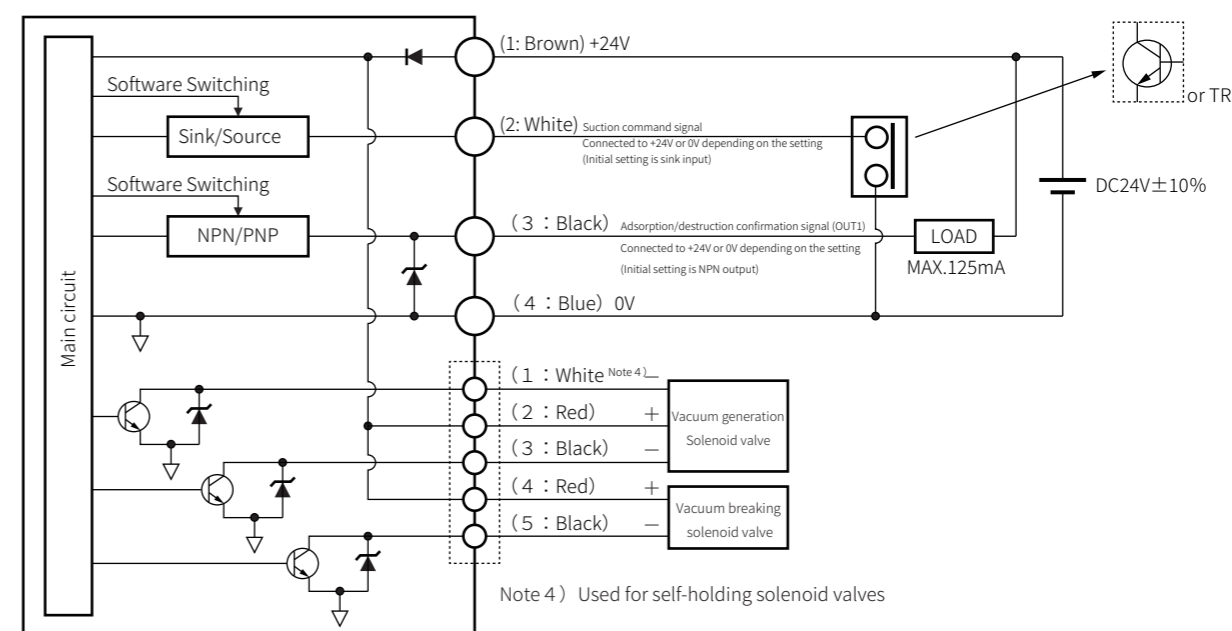 (1: Brown) +24V
Software Switching
Sink/Source
(2: White) Suction command signal
Connected to +24V or 0V depending on the setting
(Initial setting is sink input)
or TR
Software Switching
NPN/PNP
(3：Black) Adsorption/destruction confirmation signal (OUT1)
Connected to +24V or 0V depending on the setting
(Initial setting is NPN output)
LOAD
MAX.125mA
DC24V±10%
(4：Blue) 0V
Main circuit
(1：White Note 4) −
(2：Red) +
(3：Black) −
Vacuum generation
Solenoid valve
(4：Red) +
(5：Black) −
Vacuum breaking
solenoid valve
Note 4) Used for self-holding solenoid valves